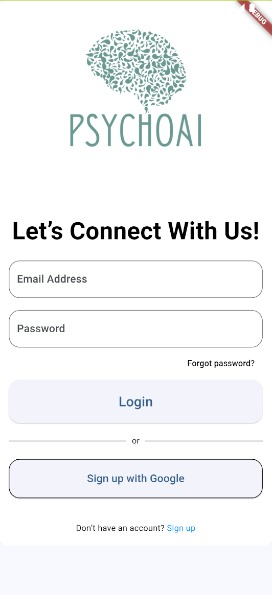 DEBUG
PSYCHOAI
Let's Connect With Us!
Email Address
Password
Forgot password?
Login
or
Sign up with Google
Don't have an account? Sign up